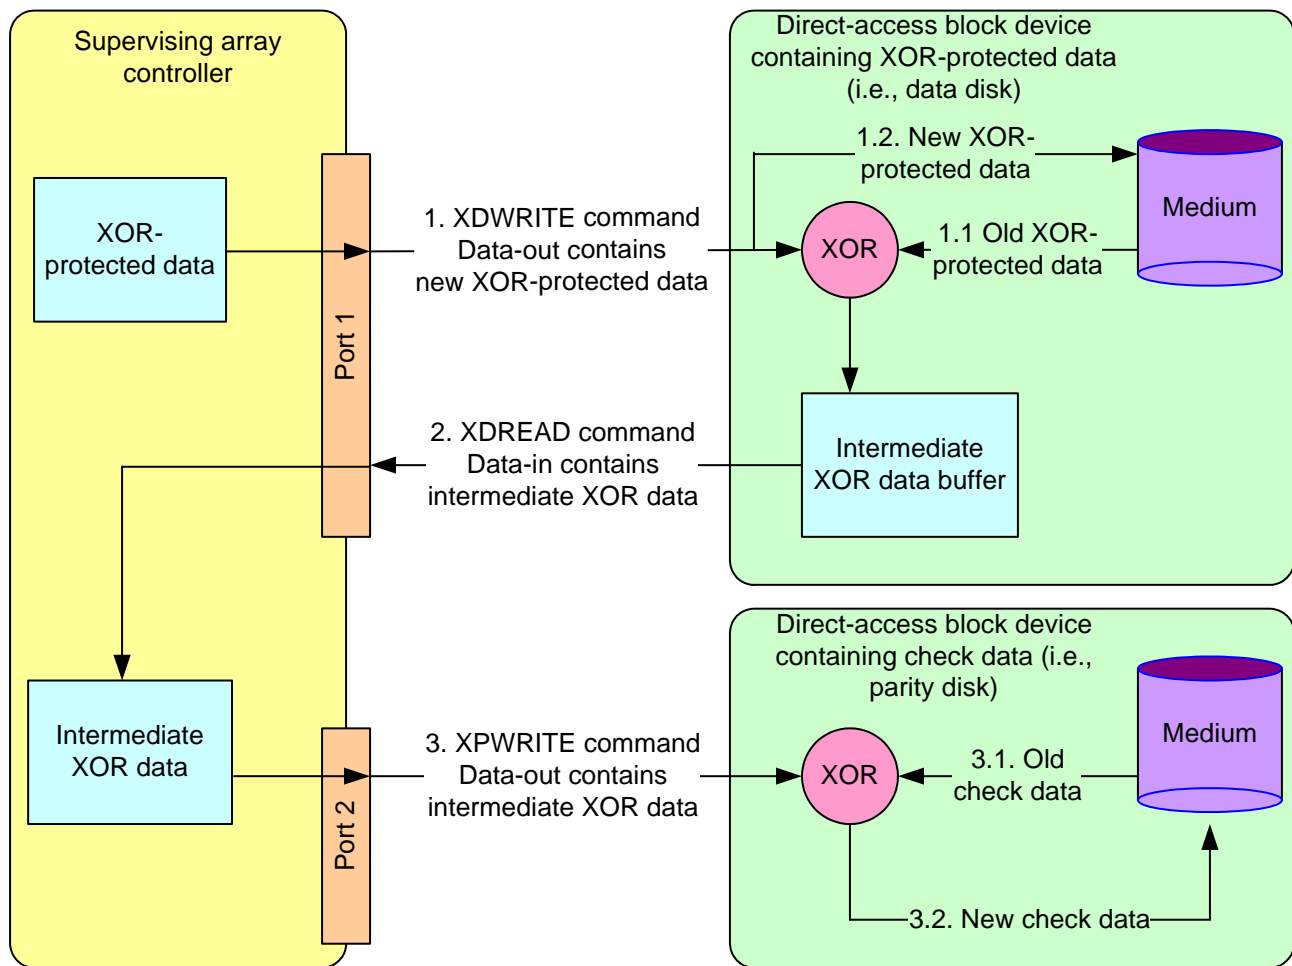 Supervising array
controller
XOR-
protected data
Port 1
1. XDWRITE command
Data-out contains
new XOR-protected data
2. XDREAD command
Data-in contains
intermediate XOR data
Direct-access block device
containing XOR-protected data
(i.e., data disk)
1.2. New XOR-
protected data
XOR
1.1 Old XOR-
protected data
Medium
Intermediate
XOR data buffer
Intermediate
XOR data
Port 2
3. XPWRITE command
Data-out contains
intermediate XOR data
Direct-access block device
containing check data (i.e.,
parity disk)
XOR
3.1. Old
check data
Medium
3.2. New check data